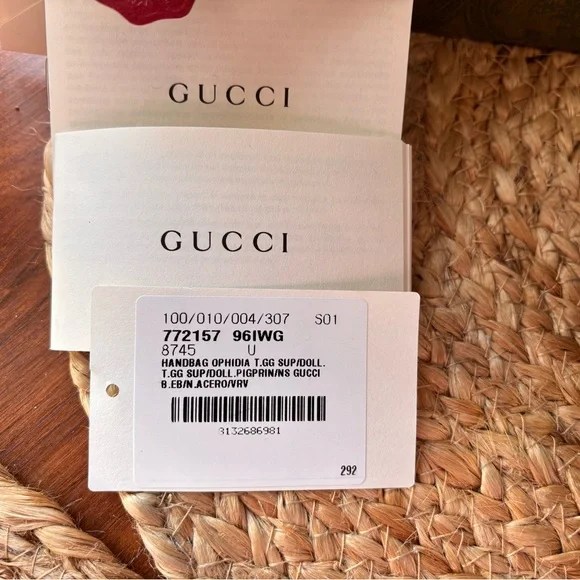 GUCCI
GUCCI
100/010/004/307 S01
772157 96IWG
8745 U
HANDBAG OPHIDIA T.GG SUP/DOLL.
T.GG SUP/DOLL.PIGPRIN/NS GUCCI
B.EB/N.ACERO/VRV
3132686981
292